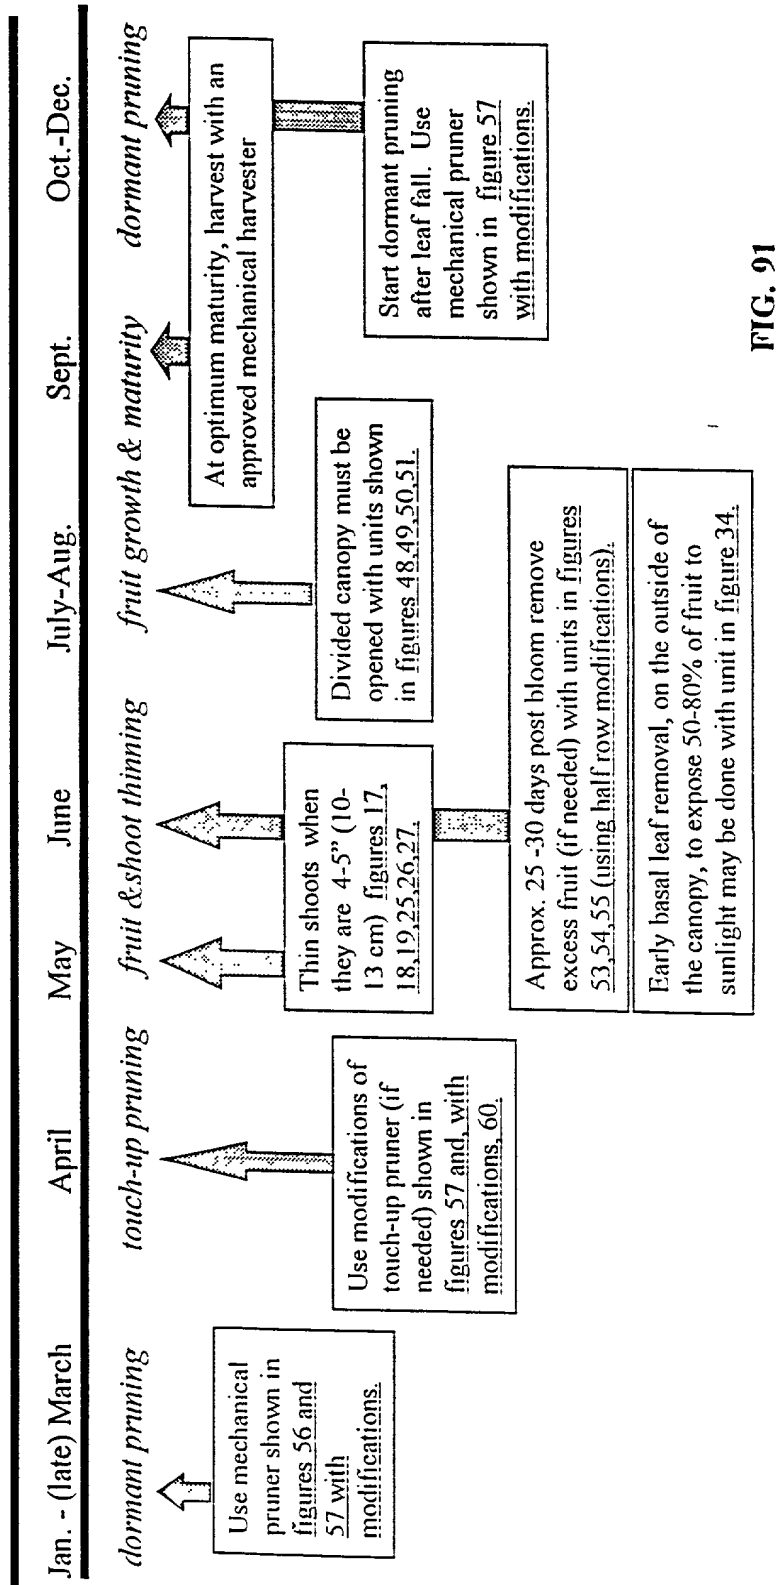 Jan. - (late) March April May June July-Aug. Sept. Oct.-Dec.
dormant pruning touch-up pruning fruit &shoot thinning fruit growth & maturity dormant pruning
Use mechanical
pruner shown in
figures 56 and
57 with
modifications.
Use modifications of
touch-up pruner (if
needed) shown in
figures 57 and, with
modifications, 60.
Thin shoots when
they are 4-5" (10-
13 cm) figures 17,
18,19,25,26,27.
Approx. 25 -30 days post bloom remove
excess fruit (if needed) with units in figures
53,54,55 (using half row modifications).
Early basal leaf removal, on the outside of
the canopy, to expose 50-80% of fruit to
sunlight may be done with unit in figure 34.
Divided canopy must be
opened with units shown
in figures 48,49,50,51.
At optimum maturity, harvest with an
approved mechanical harvester
Start dormant pruning
after leaf fall. Use
mechanical pruner
shown in figure 57
with modifications.
FIG. 91